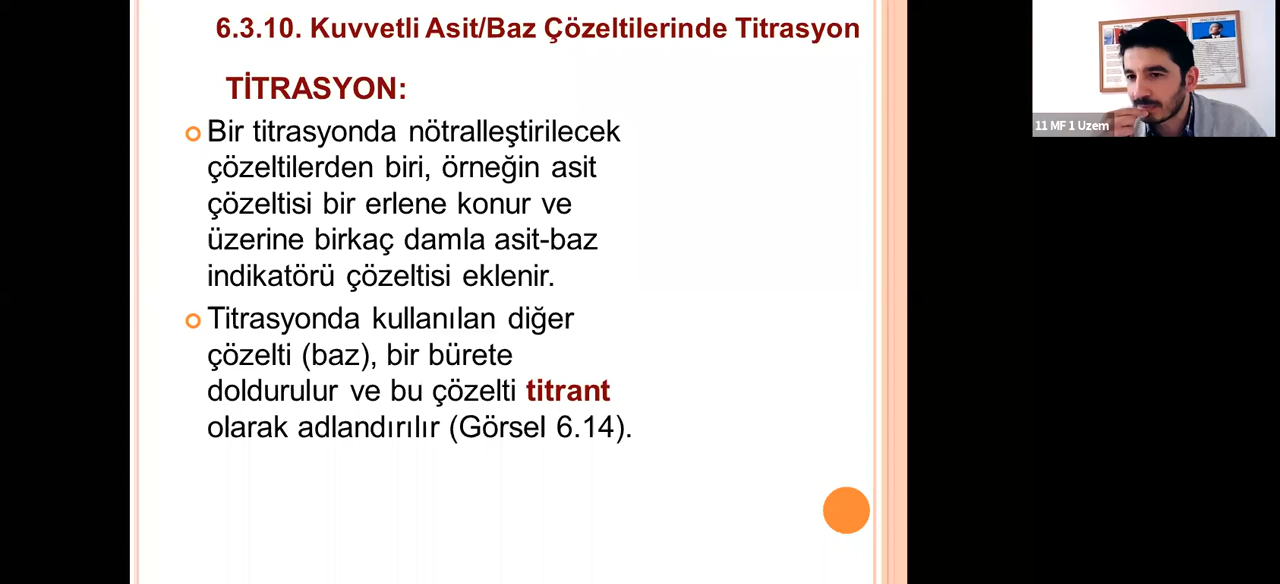 6.3.10. Kuvvetli Asit/Baz Çözeltilerinde Titrasyon
TİTRASYON:
Bir titrasyonda nötralleştirilecek
çözeltilerden biri, örneğin asit
çözeltisi bir erlene konur ve
üzerine birkaç damla asit-baz
indikatörü çözeltisi eklenir.
Titrasyonda kullanılan diğer
çözelti (baz), bir bürete
doldurulur ve bu çözelti titrant
olarak adlandırılır (Görsel 6.14).
11 MF 1 Uzem